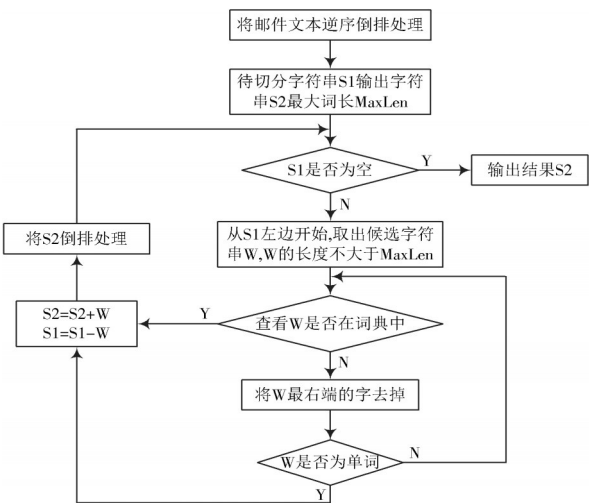 将邮件文本逆序倒排处理
待切分字符串S1输出字符
串S2最大词长MaxLen
S1是否为空
Y
输出结果S2
N
将S2倒排处理
从S1左边开始,取出候选字符
串W,W的长度不大于MaxLen
S2=S2+W
S1=S1-W
Y
查看W是否在词典中
N
将W最右端的字去掉
W是否为单词
N
Y